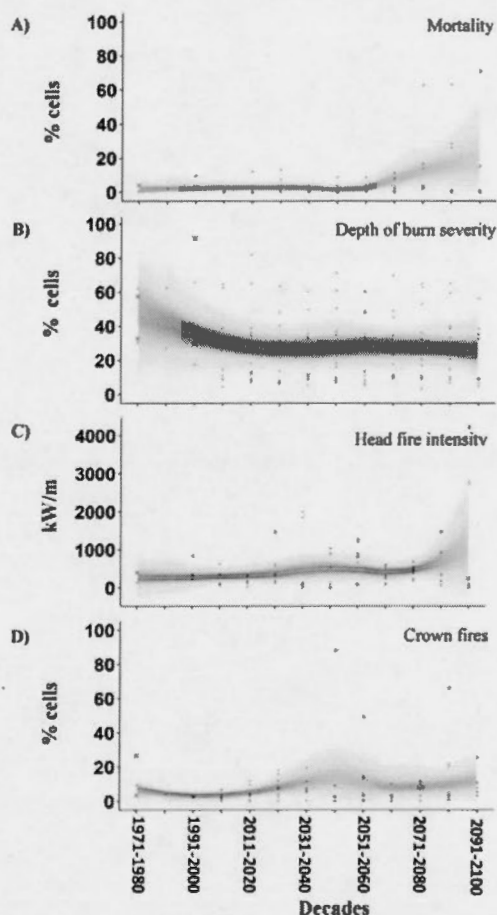 A)
Mortality
100
80
60
40
20
0
% cells
B)
Depth of burn severity
100
80
60
40
20
0
% cells
C)
Head fire intensity
4000
3000
2000
1000
0
kW/m
D)
Crown fires
100
80
60
40
20
0
% cells
1971-1980
1991-2000
2011-2020
2031-2040
2051-2060
2071-2080
2091-2100
Decades